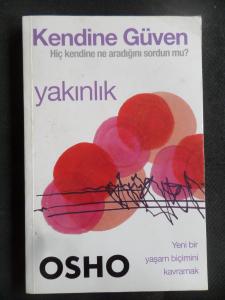 Kendine Güven
Hiç kendine ne aradığını sordun mu?
yakınlık
Yeni bir
yaşam biçimini
kavramak
OSHO